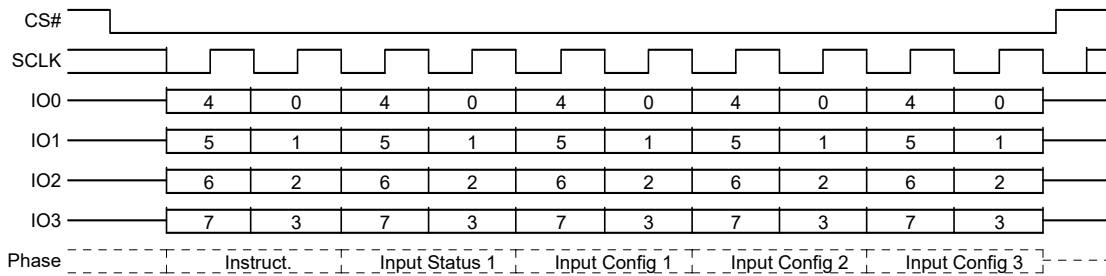 CS#
SCLK
IO0 4 0 4 0 4 0 4 0 4 0
IO1 5 1 5 1 5 1 5 1 5 1
IO2 6 2 6 2 6 2 6 2 6 2
IO3 7 3 7 3 7 3 7 3 7 3
Phase Instruct. Input Status 1 Input Config 1 Input Config 2 Input Config 3